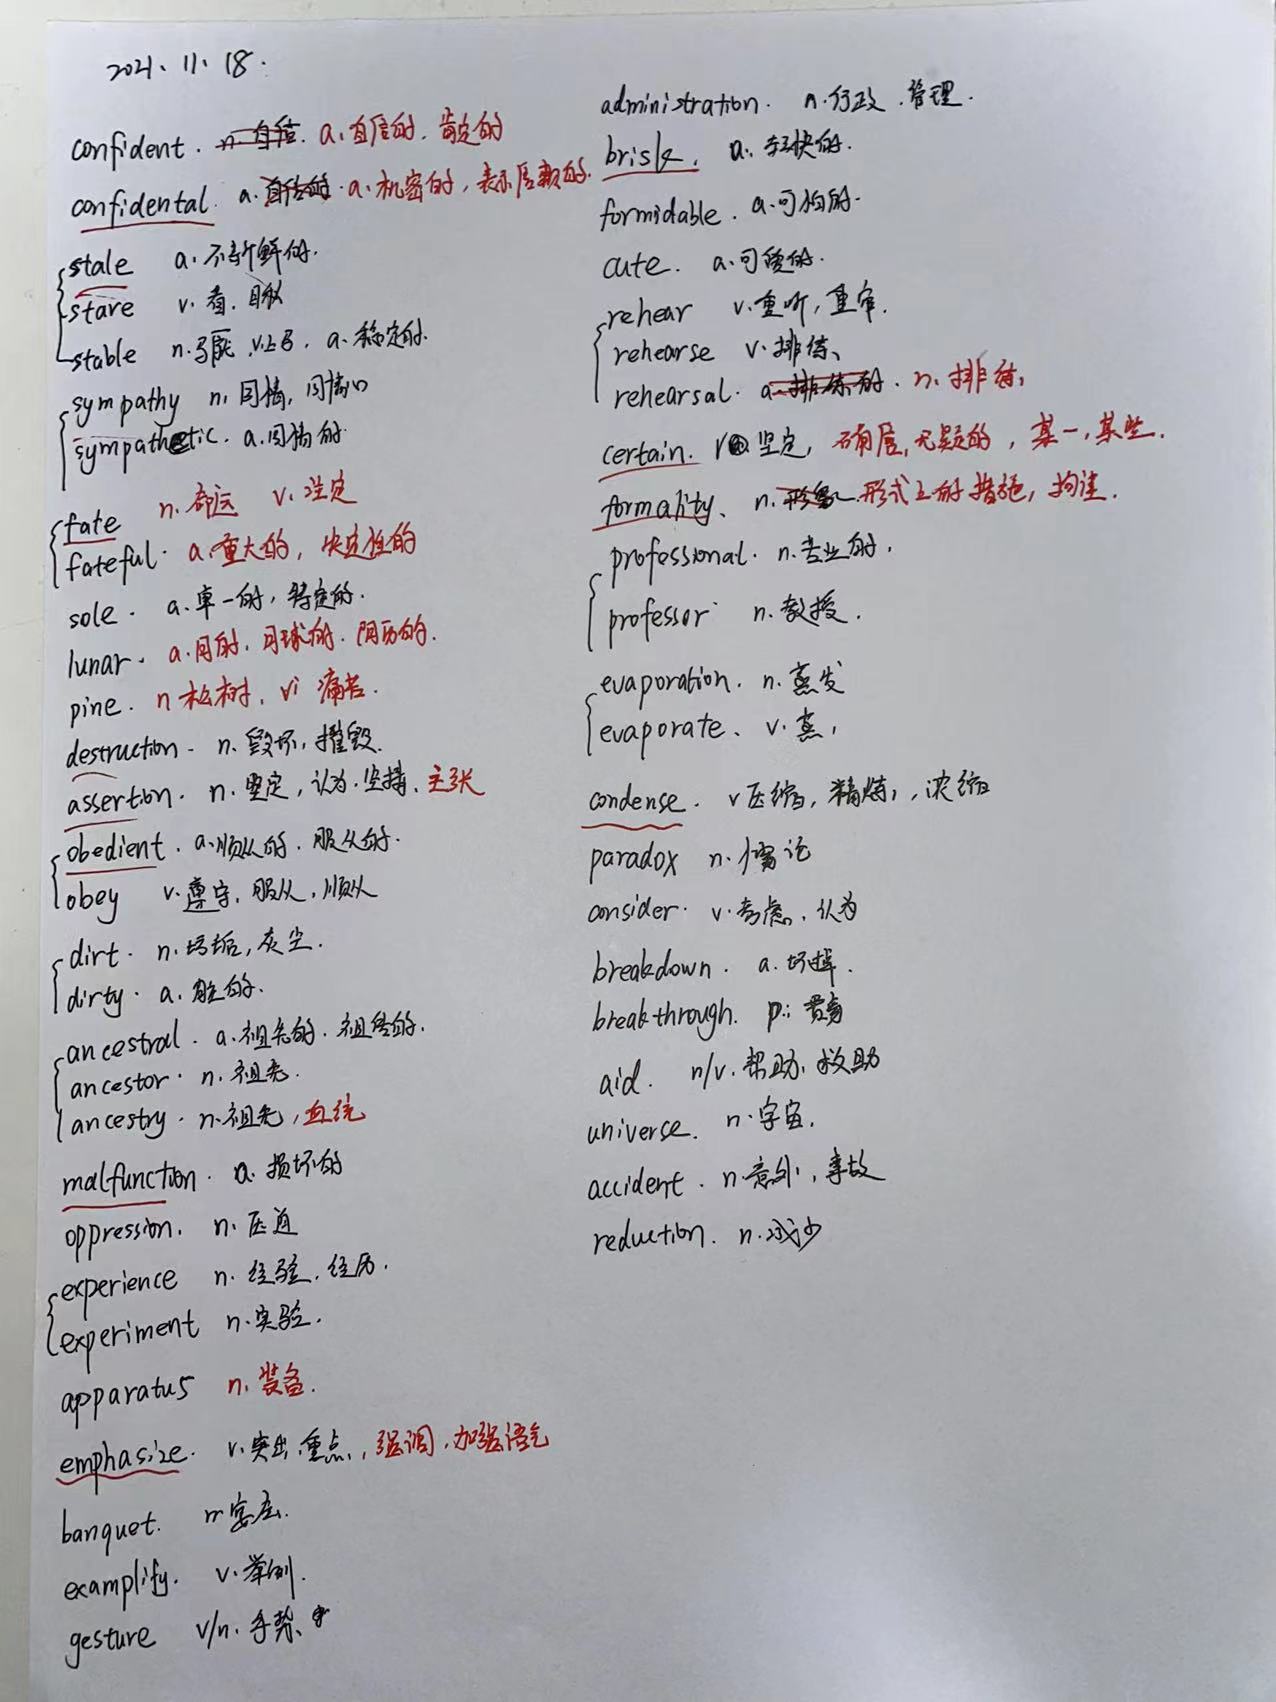 2021.11.18.
confident. n.自信. a.自信的.肯定的
confidental. a.自信的.a.机密的,表示信赖的.
stale a.不新鲜的.
stare v.看.
stable n.马厩.v.上马. a.稳定的.
sympathy n.同情,同情心
sympathetic. a.同情的.
fate n.命运 v.注定
fateful. a.重大的,决定性的
sole. a.单一的,特定的.
lunar. a.月的.月球的.阴历的.
pine. n松树. vi 痛苦.
destruction. n.毁坏,摧毁.
assertion. n.坚定,认为.坚持.主张
obedient. a.顺从的.服从的.
obey v.遵守,服从,顺从
dirt. n.污垢,灰尘.
dirty. a.脏的.
ancestral. a.祖先的.祖传的.
ancestor. n.祖先.
ancestry. n.祖先,血统
malfunction. a.损坏的
oppression. n.压迫
experience n.经验.经历.
experiment n.实验.
apparatus n.装备.
emphasize. v.突出.重点,强调.加强语气
banquet. n宴会.
examplify. v.举例.
gesture v/n.手势.
administration. n.行政.管理.
brisk. a.轻快的.
formidable. a.可怕的.
cute. a.可爱的.
rehear v.重听,重审.
rehearse v.排练.
rehearsal. a.排练的. n.排练.
certain. 坚定,确信,无疑的,某一,某些.
formality. n.形象 形式上的措施,拘谨.
professional. n.专业的.
professor n.教授.
evaporation. n.蒸发
evaporate. v.蒸,
condense. v压缩,精炼,浓缩
paradox n.悖论
consider. v.考虑.认为
breakdown. a.坏掉.
breakthrough. p.: 贯穿
aid. n/v.帮助.救助
universe. n.宇宙.
accident. n.意外,事故
reduction. n.减少